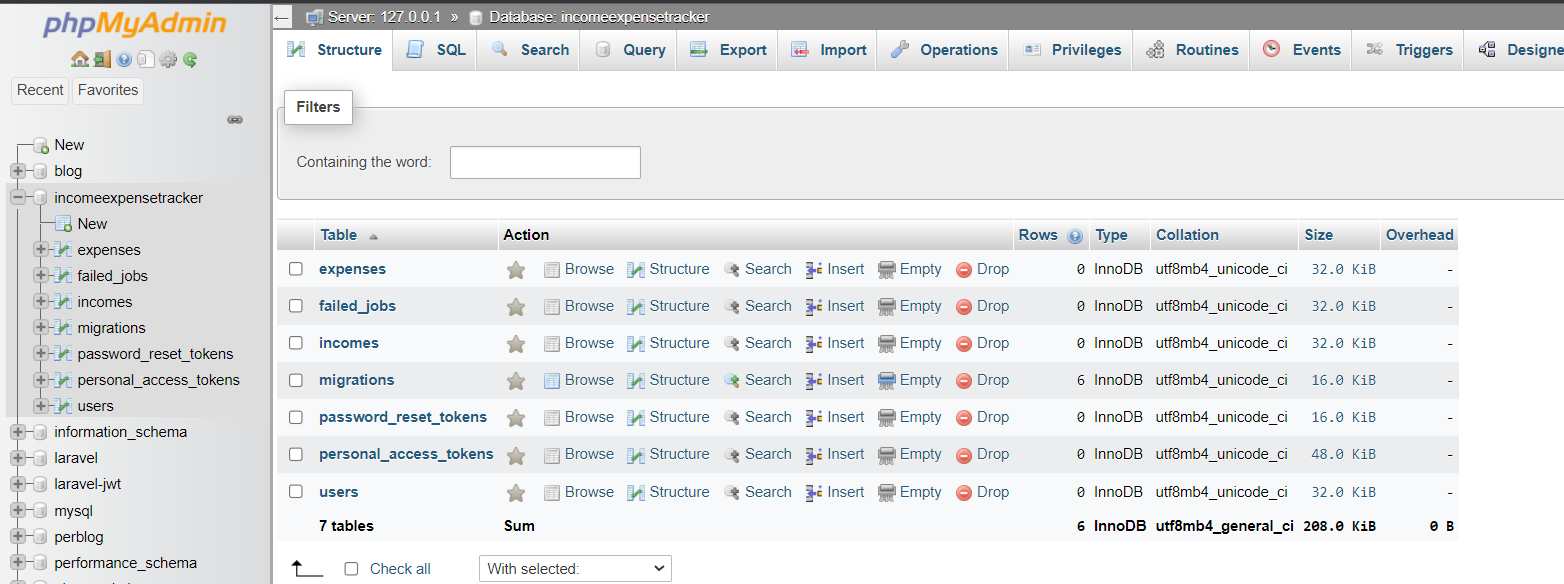 phpMyAdmin
Recent Favorites
New
blog
incomeexpensetracker
New
expenses
failed_jobs
incomes
migrations
password_reset_tokens
personal_access_tokens
users
information_schema
laravel
laravel-jwt
mysql
perblog
performance_schema
Server: 127.0.0.1 » Database: incomeexpensetracker
Structure SQL Search Query Export Import Operations Privileges Routines Events Triggers Designe
Filters
Containing the word:
Table Action Rows Type Collation Size Overhead
expenses Browse Structure Search Insert Empty Drop 0 InnoDB utf8mb4_unicode_ci 32.0 KiB -
failed_jobs Browse Structure Search Insert Empty Drop 0 InnoDB utf8mb4_unicode_ci 32.0 KiB -
incomes Browse Structure Search Insert Empty Drop 0 InnoDB utf8mb4_unicode_ci 32.0 KiB -
migrations Browse Structure Search Insert Empty Drop 6 InnoDB utf8mb4_unicode_ci 16.0 KiB -
password_reset_tokens Browse Structure Search Insert Empty Drop 0 InnoDB utf8mb4_unicode_ci 16.0 KiB -
personal_access_tokens Browse Structure Search Insert Empty Drop 0 InnoDB utf8mb4_unicode_ci 48.0 KiB -
users Browse Structure Search Insert Empty Drop 0 InnoDB utf8mb4_unicode_ci 32.0 KiB -
7 tables Sum 6 InnoDB utf8mb4_general_ci 208.0 KiB 0 B
Check all With selected: